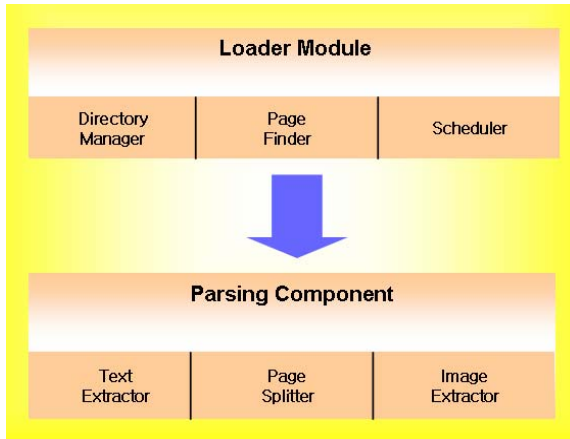 Loader Module
Directory
Manager
Page
Finder
Scheduler
Parsing Component
Text
Extractor
Page
Splitter
Image
Extractor